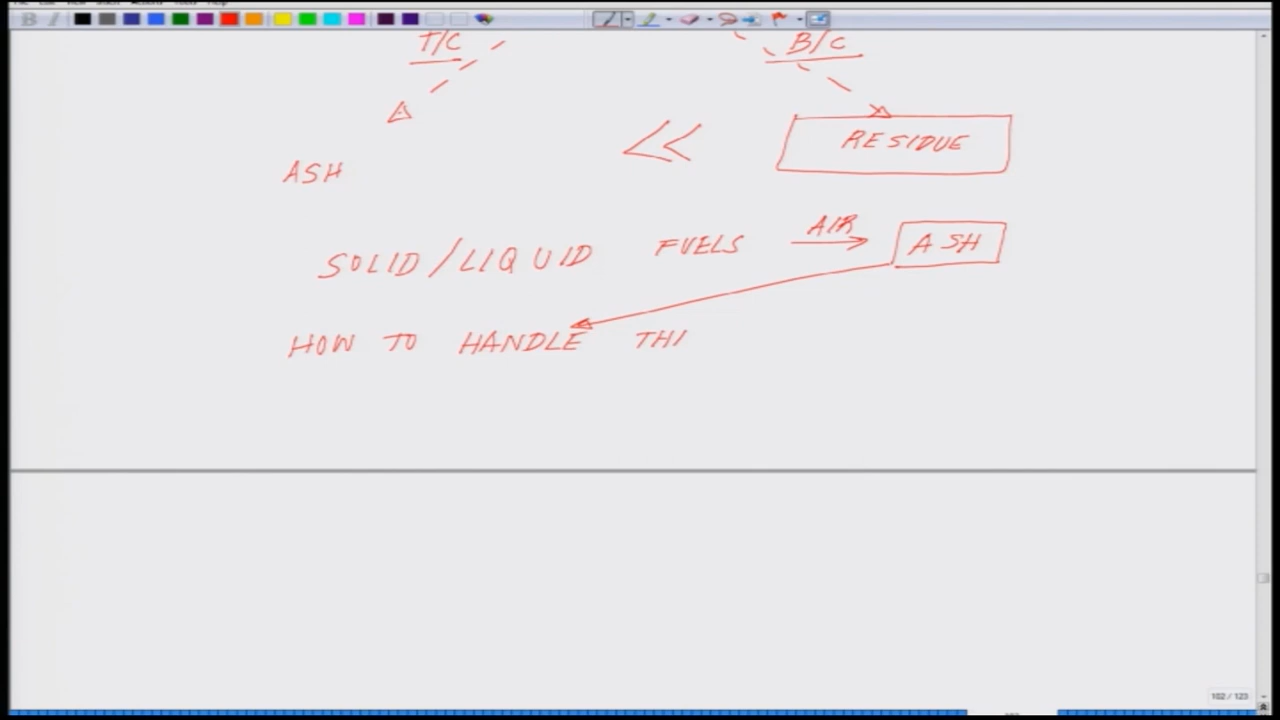 T/C B/C
ASH << RESIDUE
AIR
SOLID/LIQUID FUELS → ASH
HOW TO HANDLE THI
102 / 123